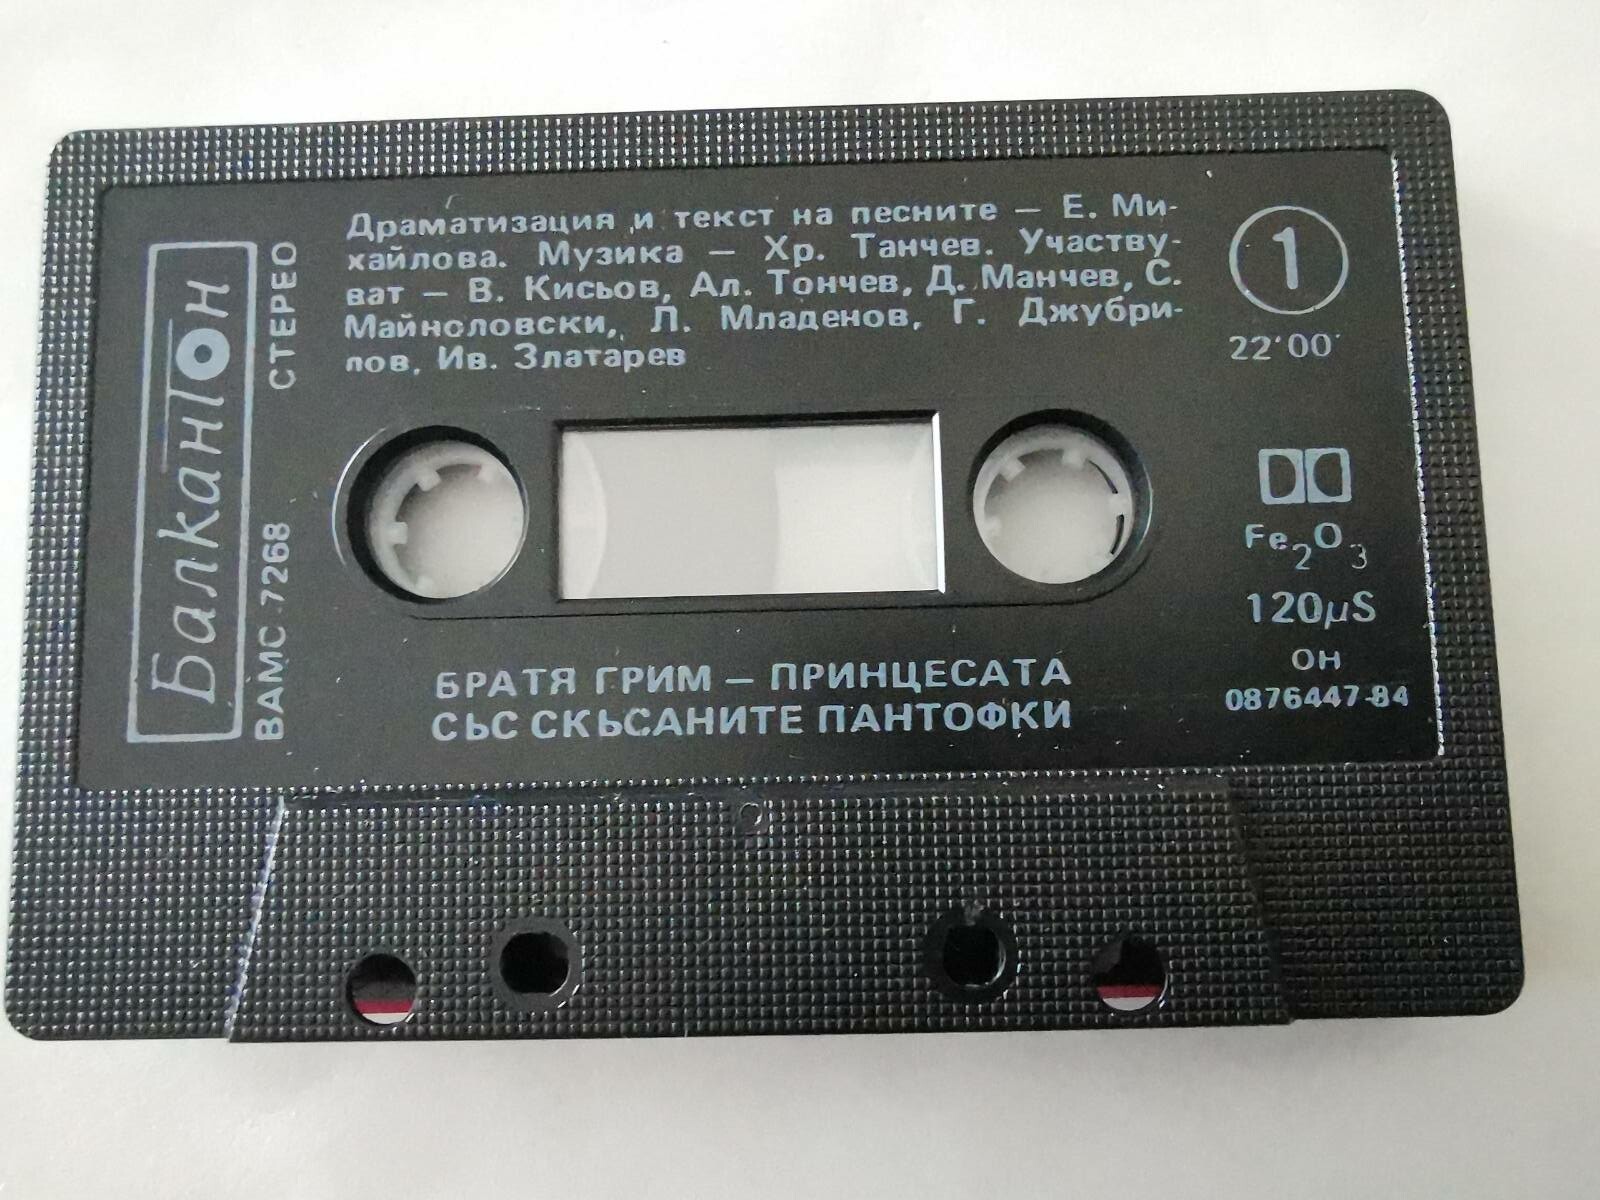 Драматизация и текст на песните — Е. Ми-
хайлова. Музика — Хр. Танчев. Участву-
ват — В. Кисьов, Ал. Тончев, Д. Манчев, С.
Майноловски, Л. Младенов, Г. Джубри-
лов, Ив. Златарев
1
22'00'
Балкантон
СТЕРЕО
ВАМС 7268
Fe2O3
120µS
ОН
0876447-84
БРАТЯ ГРИМ — ПРИНЦЕСАТА
СЪС СКЪСАНИТЕ ПАНТОФКИ